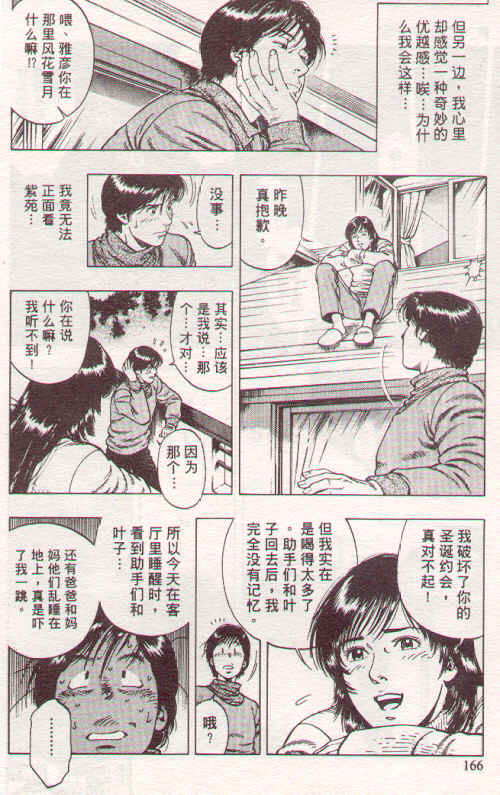 但另一边，我心里
却感觉一种奇妙的
优越感…唉…为什
么我会这样…
喂、雅彦你在
那里风花雪月
什么嘛!?
昨晚
真抱歉。
没事…
我竟无法
正面看
紫苑…
其实…应该
是我说…那
个…才对…
你在说
什么嘛？
我听不到！
因为
那个…
我破坏了你的
圣诞约会，
真对不起！
但我实在
是喝得太多了
。助手们和叶
子回去后，我
完全没有记忆。
哦？
所以今天在客
厅里睡醒时，
看到助手们和
叶子…
还有爸爸和妈
妈他们乱睡在
地上，真是吓
了我一跳。
………
166